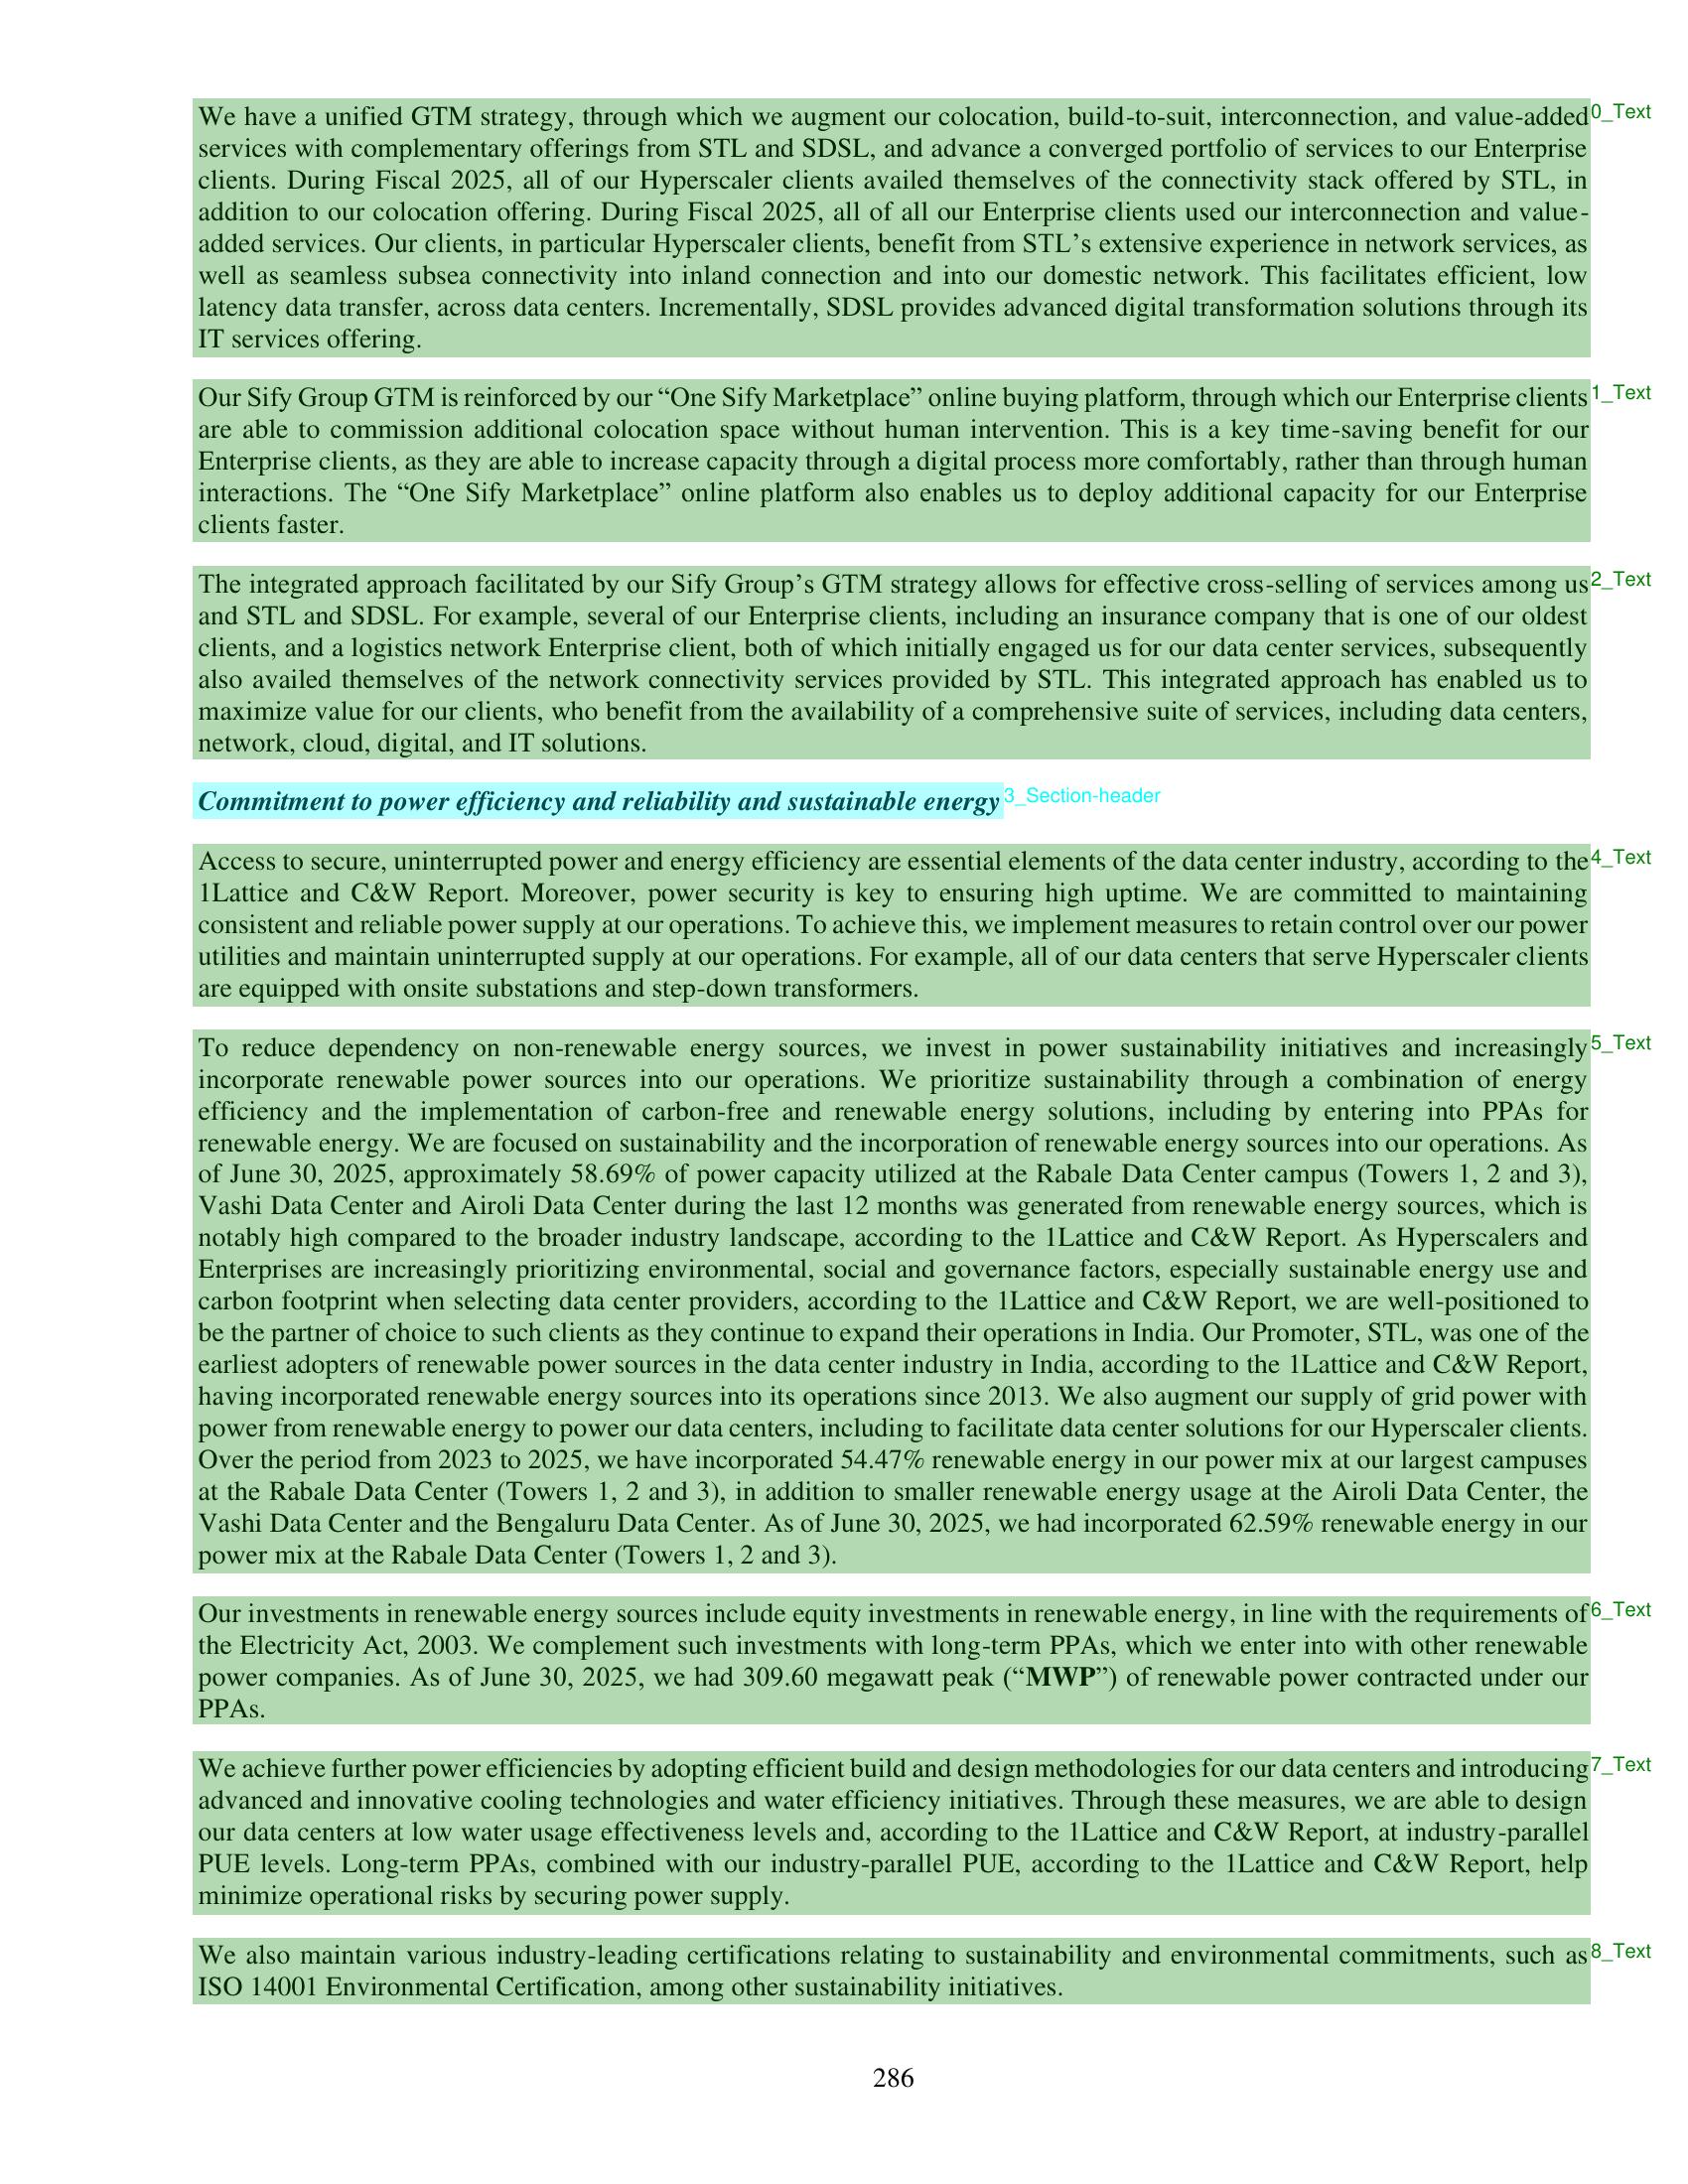 We have a unified GTM strategy, through which we augment our colocation, build-to-suit, interconnection, and value-added
0_Text
services with complementary offerings from STL and SDSL, and advance a converged portfolio of services to our Enterprise
clients. During Fiscal 2025, all of our Hyperscaler clients availed themselves of the connectivity stack offered by STL, in
addition to our colocation offering. During Fiscal 2025, all of all our Enterprise clients used our interconnection and value-
added services. Our clients, in particular Hyperscaler clients, benefit from STL’s extensive experience in network services, as
well as seamless subsea connectivity into inland connection and into our domestic network. This facilitates efficient, low
latency data transfer, across data centers. Incrementally, SDSL provides advanced digital transformation solutions through its
IT services offering.
Our Sify Group GTM is reinforced by our “One Sify Marketplace” online buying platform, through which our Enterprise clients
1_Text
are able to commission additional colocation space without human intervention. This is a key time-saving benefit for our
Enterprise clients, as they are able to increase capacity through a digital process more comfortably, rather than through human
interactions. The “One Sify Marketplace” online platform also enables us to deploy additional capacity for our Enterprise
clients faster.
The integrated approach facilitated by our Sify Group’s GTM strategy allows for effective cross-selling of services among us
2_Text
and STL and SDSL. For example, several of our Enterprise clients, including an insurance company that is one of our oldest
clients, and a logistics network Enterprise client, both of which initially engaged us for our data center services, subsequently
also availed themselves of the network connectivity services provided by STL. This integrated approach has enabled us to
maximize value for our clients, who benefit from the availability of a comprehensive suite of services, including data centers,
network, cloud, digital, and IT solutions.
Commitment to power efficiency and reliability and sustainable energy
3_Section-header
Access to secure, uninterrupted power and energy efficiency are essential elements of the data center industry, according to the
4_Text
1Lattice and C&W Report. Moreover, power security is key to ensuring high uptime. We are committed to maintaining
consistent and reliable power supply at our operations. To achieve this, we implement measures to retain control over our power
utilities and maintain uninterrupted supply at our operations. For example, all of our data centers that serve Hyperscaler clients
are equipped with onsite substations and step-down transformers.
To reduce dependency on non-renewable energy sources, we invest in power sustainability initiatives and increasingly
5_Text
incorporate renewable power sources into our operations. We prioritize sustainability through a combination of energy
efficiency and the implementation of carbon-free and renewable energy solutions, including by entering into PPAs for
renewable energy. We are focused on sustainability and the incorporation of renewable energy sources into our operations. As
of June 30, 2025, approximately 58.69% of power capacity utilized at the Rabale Data Center campus (Towers 1, 2 and 3),
Vashi Data Center and Airoli Data Center during the last 12 months was generated from renewable energy sources, which is
notably high compared to the broader industry landscape, according to the 1Lattice and C&W Report. As Hyperscalers and
Enterprises are increasingly prioritizing environmental, social and governance factors, especially sustainable energy use and
carbon footprint when selecting data center providers, according to the 1Lattice and C&W Report, we are well-positioned to
be the partner of choice to such clients as they continue to expand their operations in India. Our Promoter, STL, was one of the
earliest adopters of renewable power sources in the data center industry in India, according to the 1Lattice and C&W Report,
having incorporated renewable energy sources into its operations since 2013. We also augment our supply of grid power with
power from renewable energy to power our data centers, including to facilitate data center solutions for our Hyperscaler clients.
Over the period from 2023 to 2025, we have incorporated 54.47% renewable energy in our power mix at our largest campuses
at the Rabale Data Center (Towers 1, 2 and 3), in addition to smaller renewable energy usage at the Airoli Data Center, the
Vashi Data Center and the Bengaluru Data Center. As of June 30, 2025, we had incorporated 62.59% renewable energy in our
power mix at the Rabale Data Center (Towers 1, 2 and 3).
Our investments in renewable energy sources include equity investments in renewable energy, in line with the requirements of
6_Text
the Electricity Act, 2003. We complement such investments with long-term PPAs, which we enter into with other renewable
power companies. As of June 30, 2025, we had 309.60 megawatt peak (“MWP”) of renewable power contracted under our
PPAs.
We achieve further power efficiencies by adopting efficient build and design methodologies for our data centers and introducing
7_Text
advanced and innovative cooling technologies and water efficiency initiatives. Through these measures, we are able to design
our data centers at low water usage effectiveness levels and, according to the 1Lattice and C&W Report, at industry-parallel
PUE levels. Long-term PPAs, combined with our industry-parallel PUE, according to the 1Lattice and C&W Report, help
minimize operational risks by securing power supply.
We also maintain various industry-leading certifications relating to sustainability and environmental commitments, such as
8_Text
ISO 14001 Environmental Certification, among other sustainability initiatives.
286